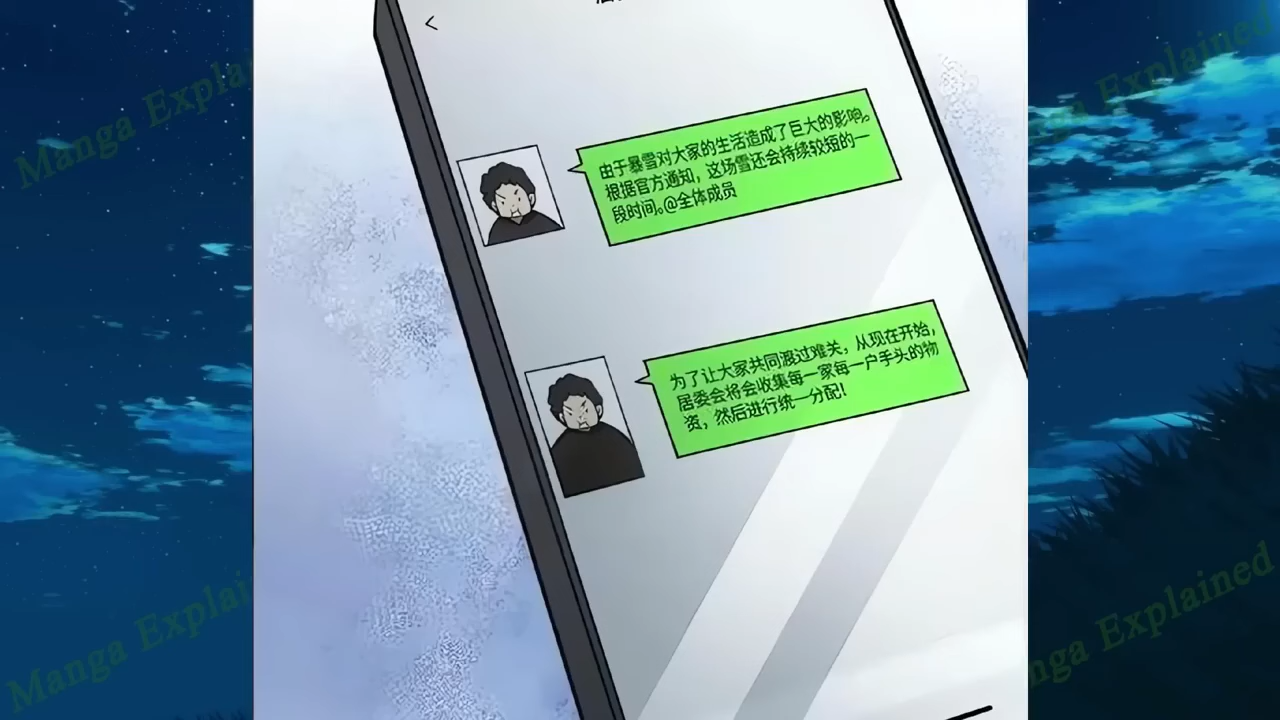 由于暴雪对大家的生活造成了巨大的影响。
根据官方通知，这场雪还会持续较短的一
段时间。@全体成员
为了让大家共同渡过难关，从现在开始，
居委会将会收集每一家每一户手头的物
资，然后进行统一分配！
Manga Explai
Manga Explained
Manga Explai
nga Explained